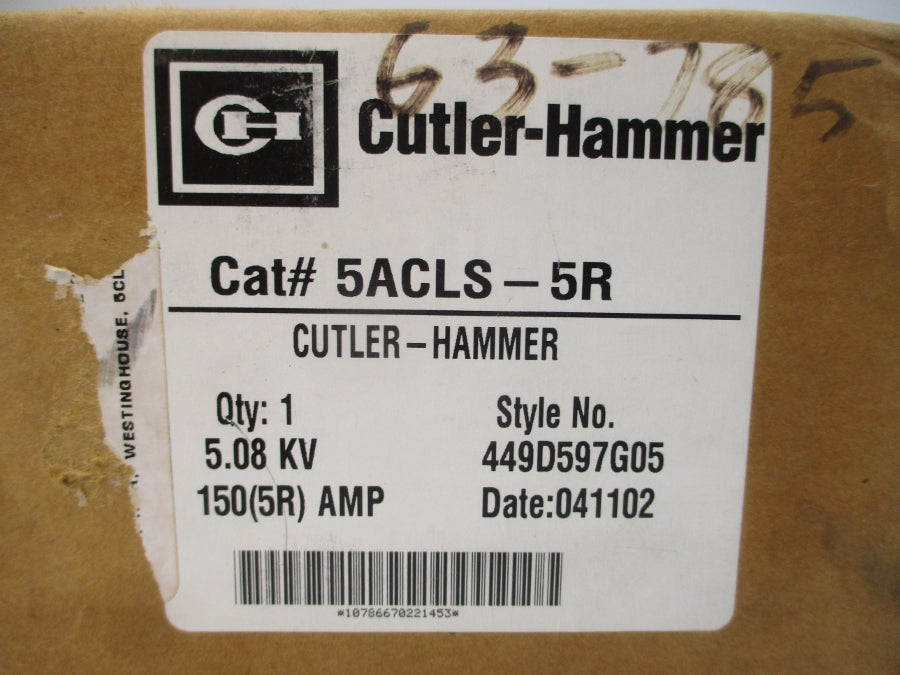 63-785
CH
Cutler-Hammer
Cat# 5ACLS – 5R
CUTLER – HAMMER
Qty: 1
Style No.
5.08 KV
449D597G05
150(5R) AMP
Date:041102
*10786670221453*
WESTINGHOUSE, 5CL